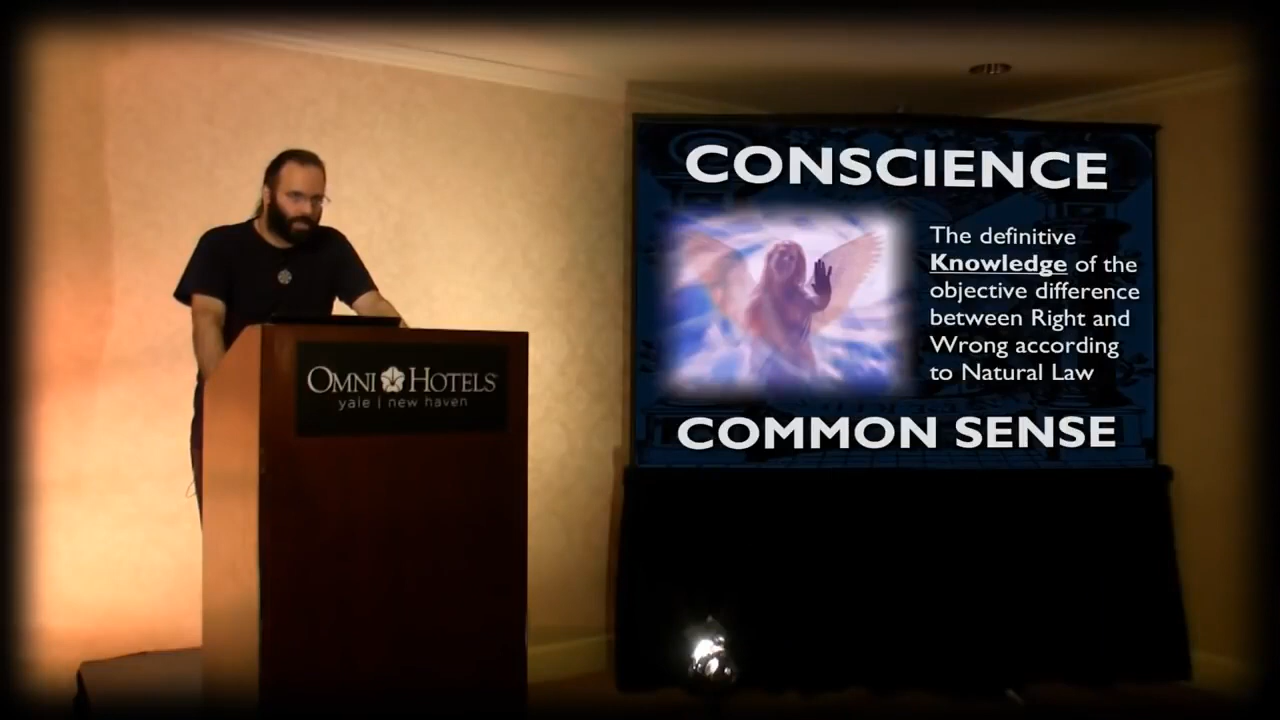 OMNI HOTELS
yale | new haven
CONSCIENCE
The definitive
Knowledge of the
objective difference
between Right and
Wrong according
to Natural Law
COMMON SENSE